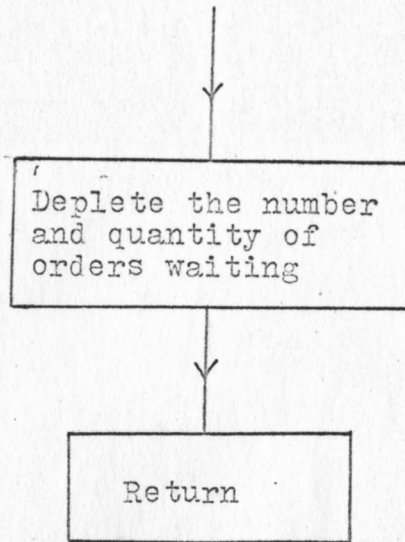 Deplete the number
and quantity of
orders waiting
Return